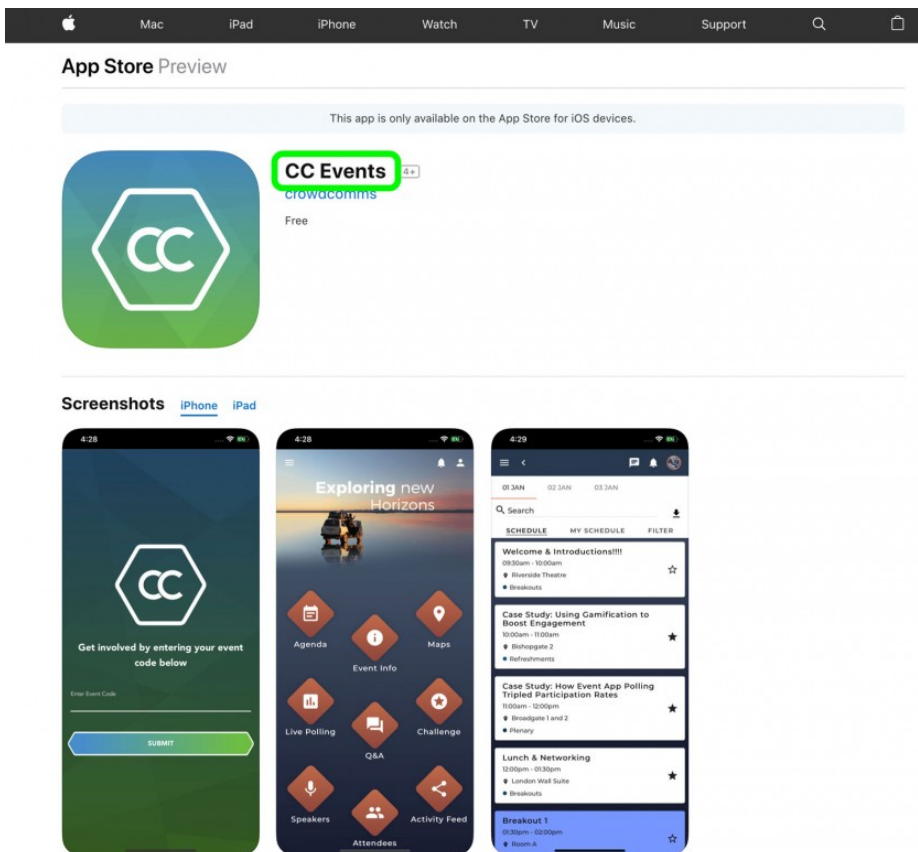 Mac iPad iPhone Watch TV Music Support
App Store Preview
This app is only available on the App Store for iOS devices.
CC
CC Events 4+
crowdcomms
Free
Screenshots iPhone iPad
4:28
CC
Get involved by entering your event
code below
Enter Event Code
SUBMIT
4:28
Exploring new
Horizons
Agenda
Event Info
Maps
Live Polling
Q&A
Challenge
Speakers
Attendees
Activity Feed
4:29
01 JAN 02 JAN 03 JAN
Search
SCHEDULE MY SCHEDULE FILTER
Welcome & Introductions!!!!
09:30am - 10:00am
Riverside Theatre
Breakouts
Case Study: Using Gamification to
Boost Engagement
10:00am - 11:00am
Bishopgate 2
Refreshments
Case Study: How Event App Polling
Tripled Participation Rates
11:00am - 12:00pm
Broadgate 1 and 2
Plenary
Lunch & Networking
12:00pm - 01:30pm
London Wall Suite
Breakouts
Breakout 1
01:30pm - 02:00pm
Room A